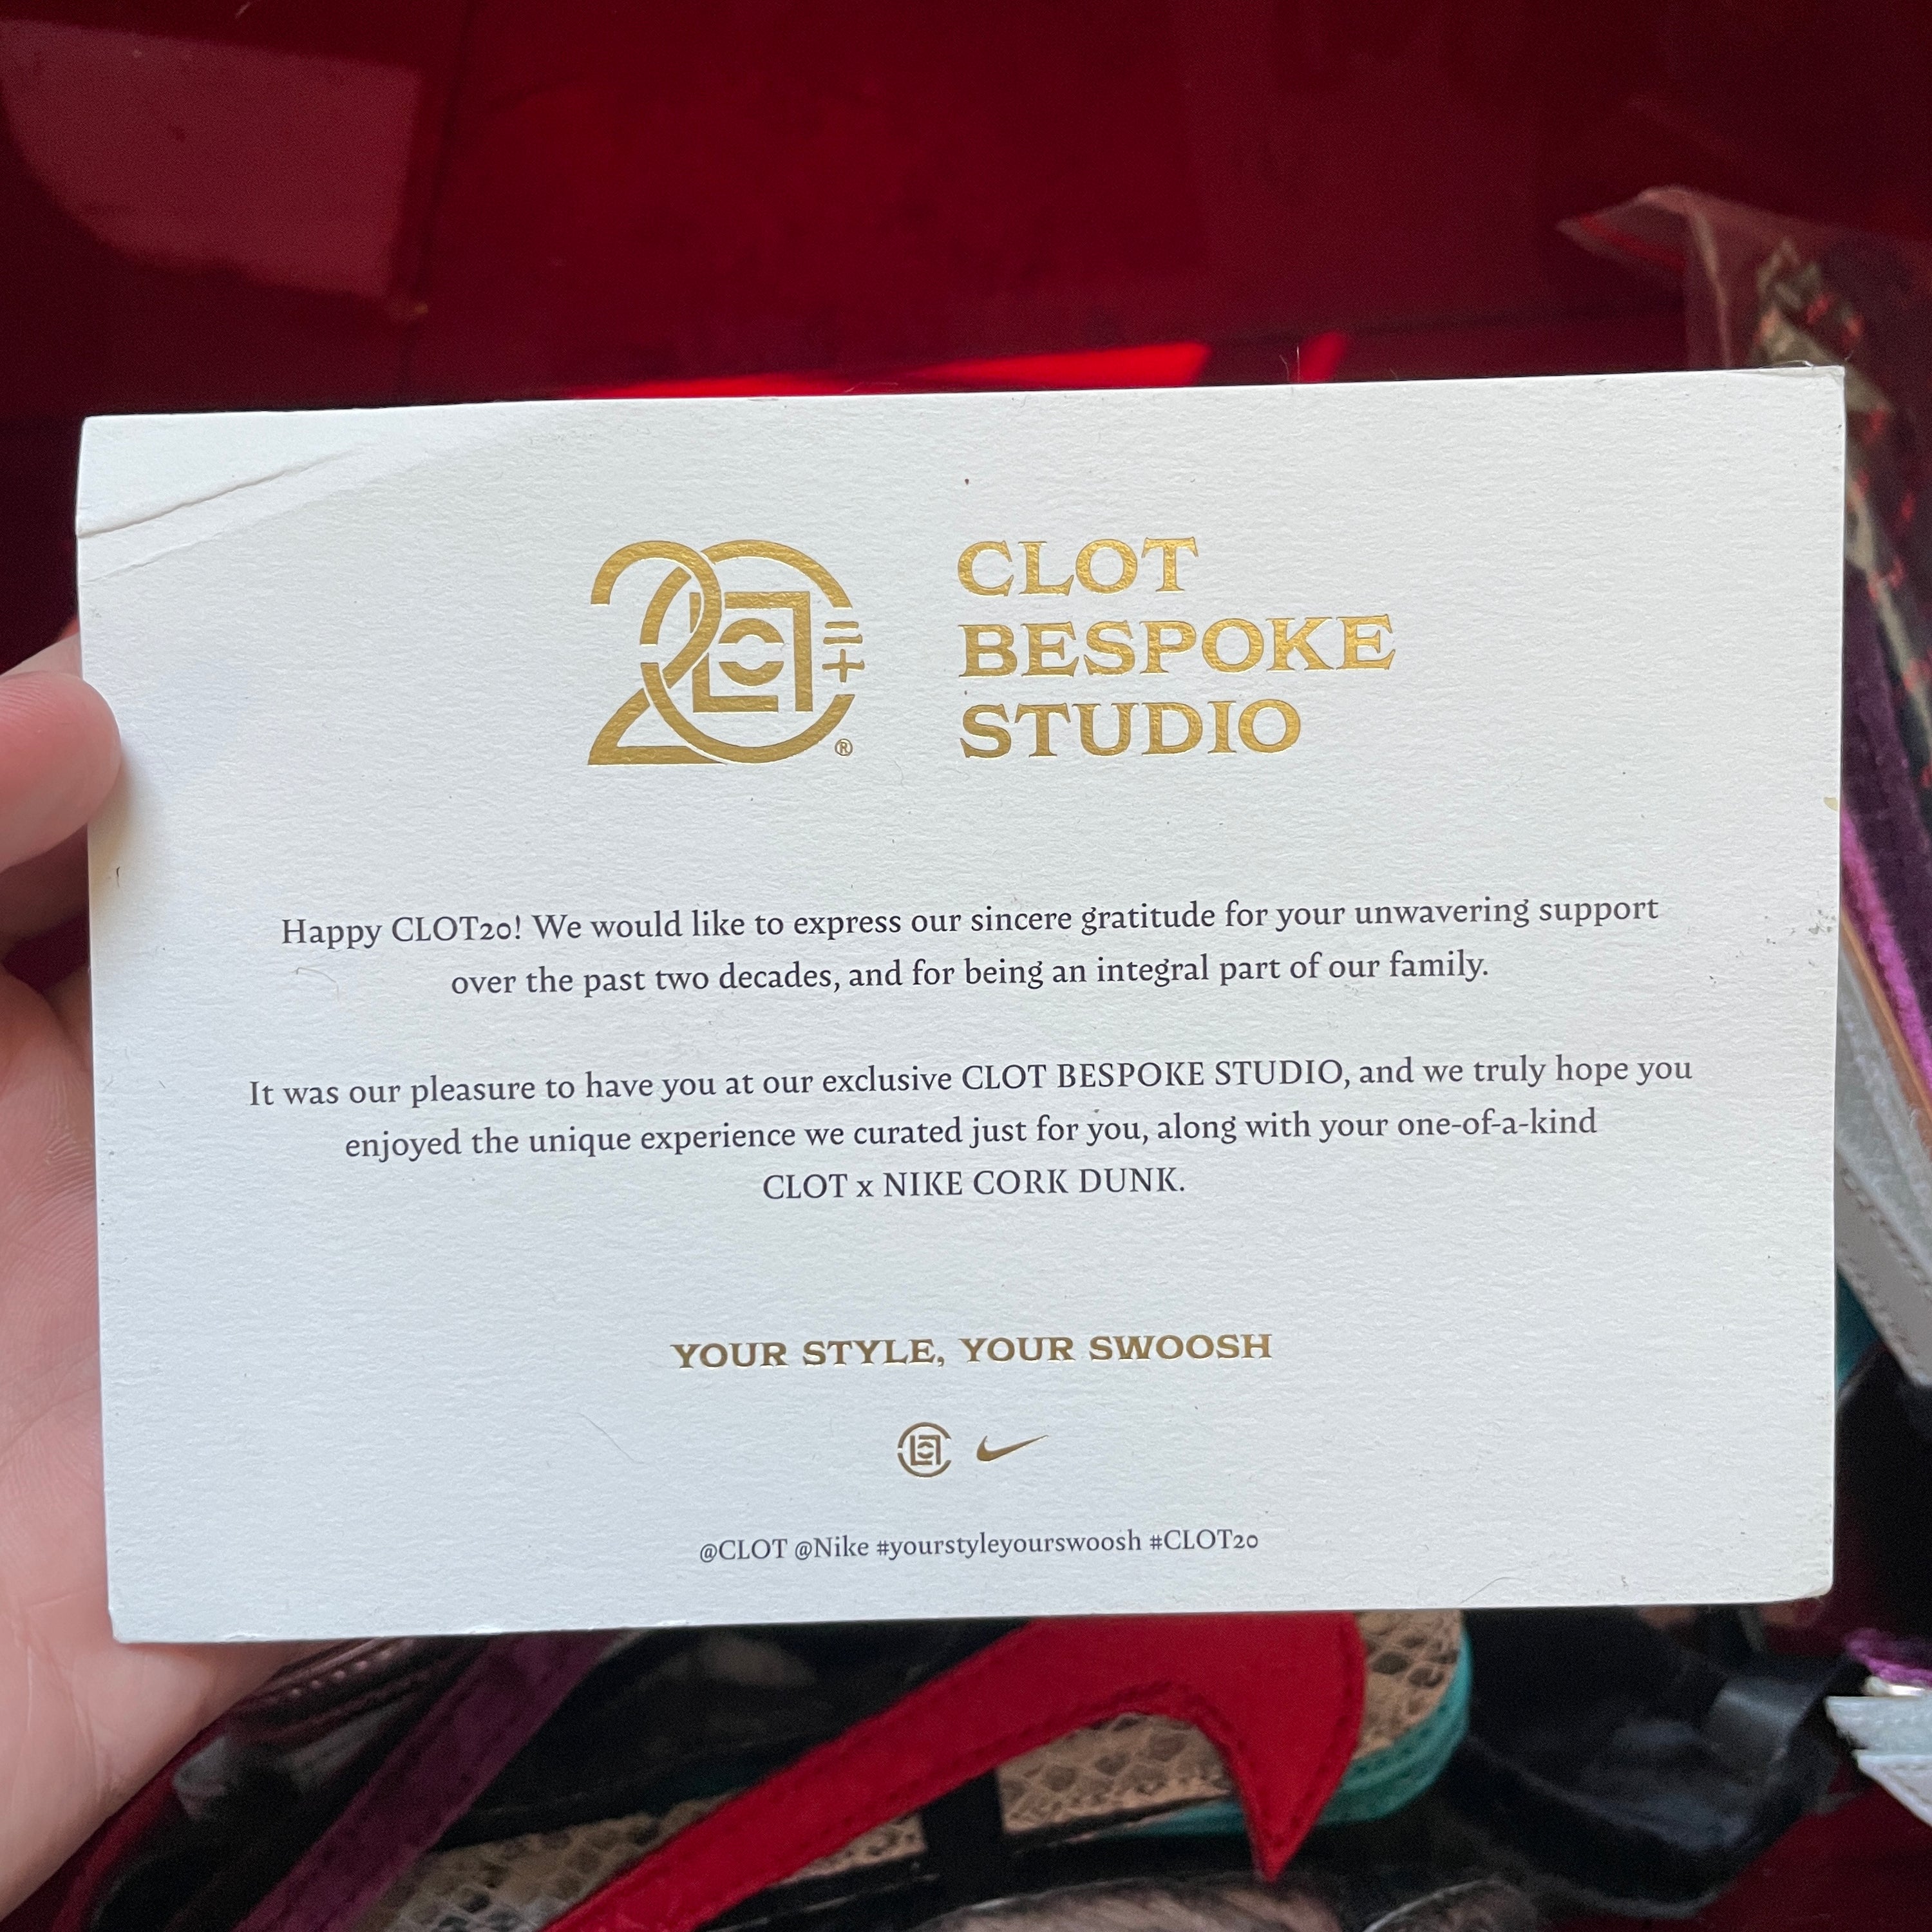 20 CLOT ®
CLOT
BESPOKE
STUDIO
Happy CLOT20! We would like to express our sincere gratitude for your unwavering support
over the past two decades, and for being an integral part of our family.
It was our pleasure to have you at our exclusive CLOT BESPOKE STUDIO, and we truly hope you
enjoyed the unique experience we curated just for you, along with your one-of-a-kind
CLOT x NIKE CORK DUNK.
YOUR STYLE, YOUR SWOOSH
CLOT
@CLOT @Nike #yourstyleyourswoosh #CLOT20